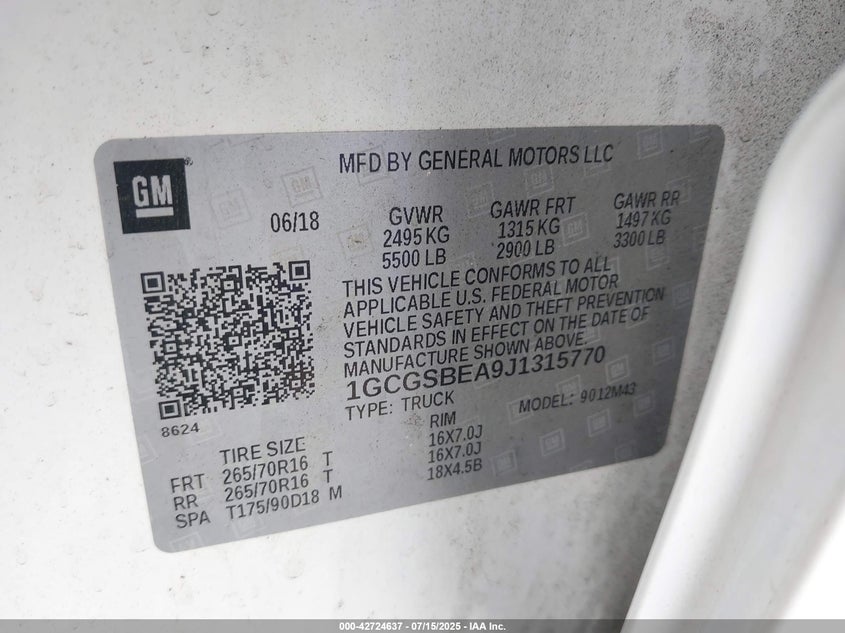 GM
®
MFD BY GENERAL MOTORS LLC
06/18
GVWR GAWR FRT GAWR RR
2495 KG 1315 KG 1497 KG
5500 LB 2900 LB 3300 LB
THIS VEHICLE CONFORMS TO ALL
APPLICABLE U.S. FEDERAL MOTOR
VEHICLE SAFETY AND THEFT PREVENTION
STANDARDS IN EFFECT ON THE DATE OF
MANUFACTURE SHOWN ABOVE.
1GCGSBEA9J1315770
TYPE: TRUCK MODEL: 9012M43
8624
TIRE SIZE RIM
FRT 265/70R16 T 16X7.0J
RR 265/70R16 T 16X7.0J
SPA T175/90D18 M 18X4.5B
000-42724637 - 07/15/2025 - IAA Inc.